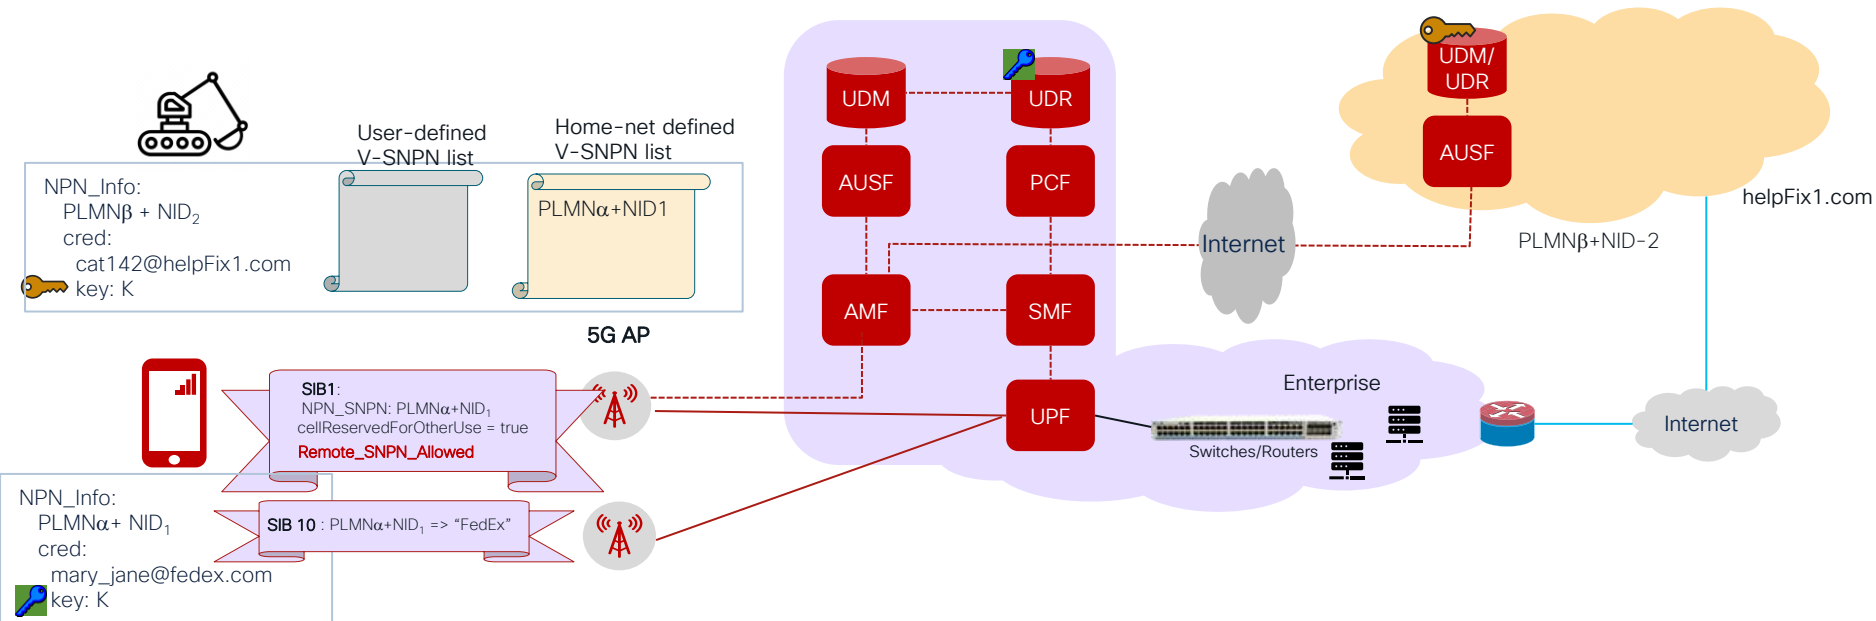 User-defined
V-SNPN list
Home-net defined
V-SNPN list
NPN_Info:
PLMNβ + NID₂
cred:
cat142@helpFix1.com
key: K
PLMNα+NID1
5G AP
SIB1:
NPN_SNPN: PLMNα+NID₁
cellReservedForOtherUse = true
Remote_SNPN_Allowed
NPN_Info:
PLMNα+ NID₁
cred:
mary_jane@fedex.com
key: K
SIB 10 : PLMNα+NID₁ => “FedEx”
UDM
UDR
AUSF
PCF
AMF
SMF
UPF
Internet
UDM/
UDR
AUSF
helpFix1.com
PLMNβ+NID-2
Enterprise
Switches/Routers
Internet